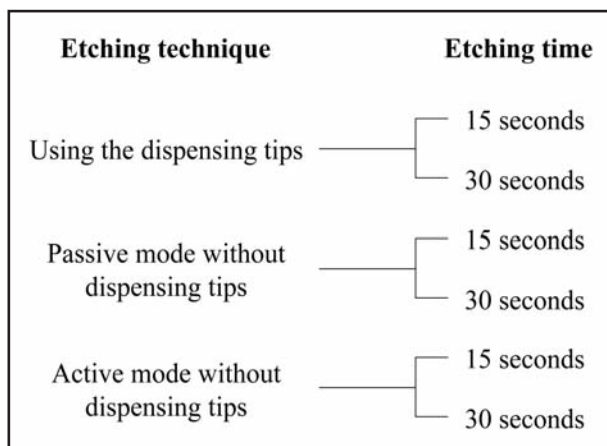 Etching technique Etching time
Using the dispensing tips
15 seconds
30 seconds
Passive mode without
dispensing tips
15 seconds
30 seconds
Active mode without
dispensing tips
15 seconds
30 seconds